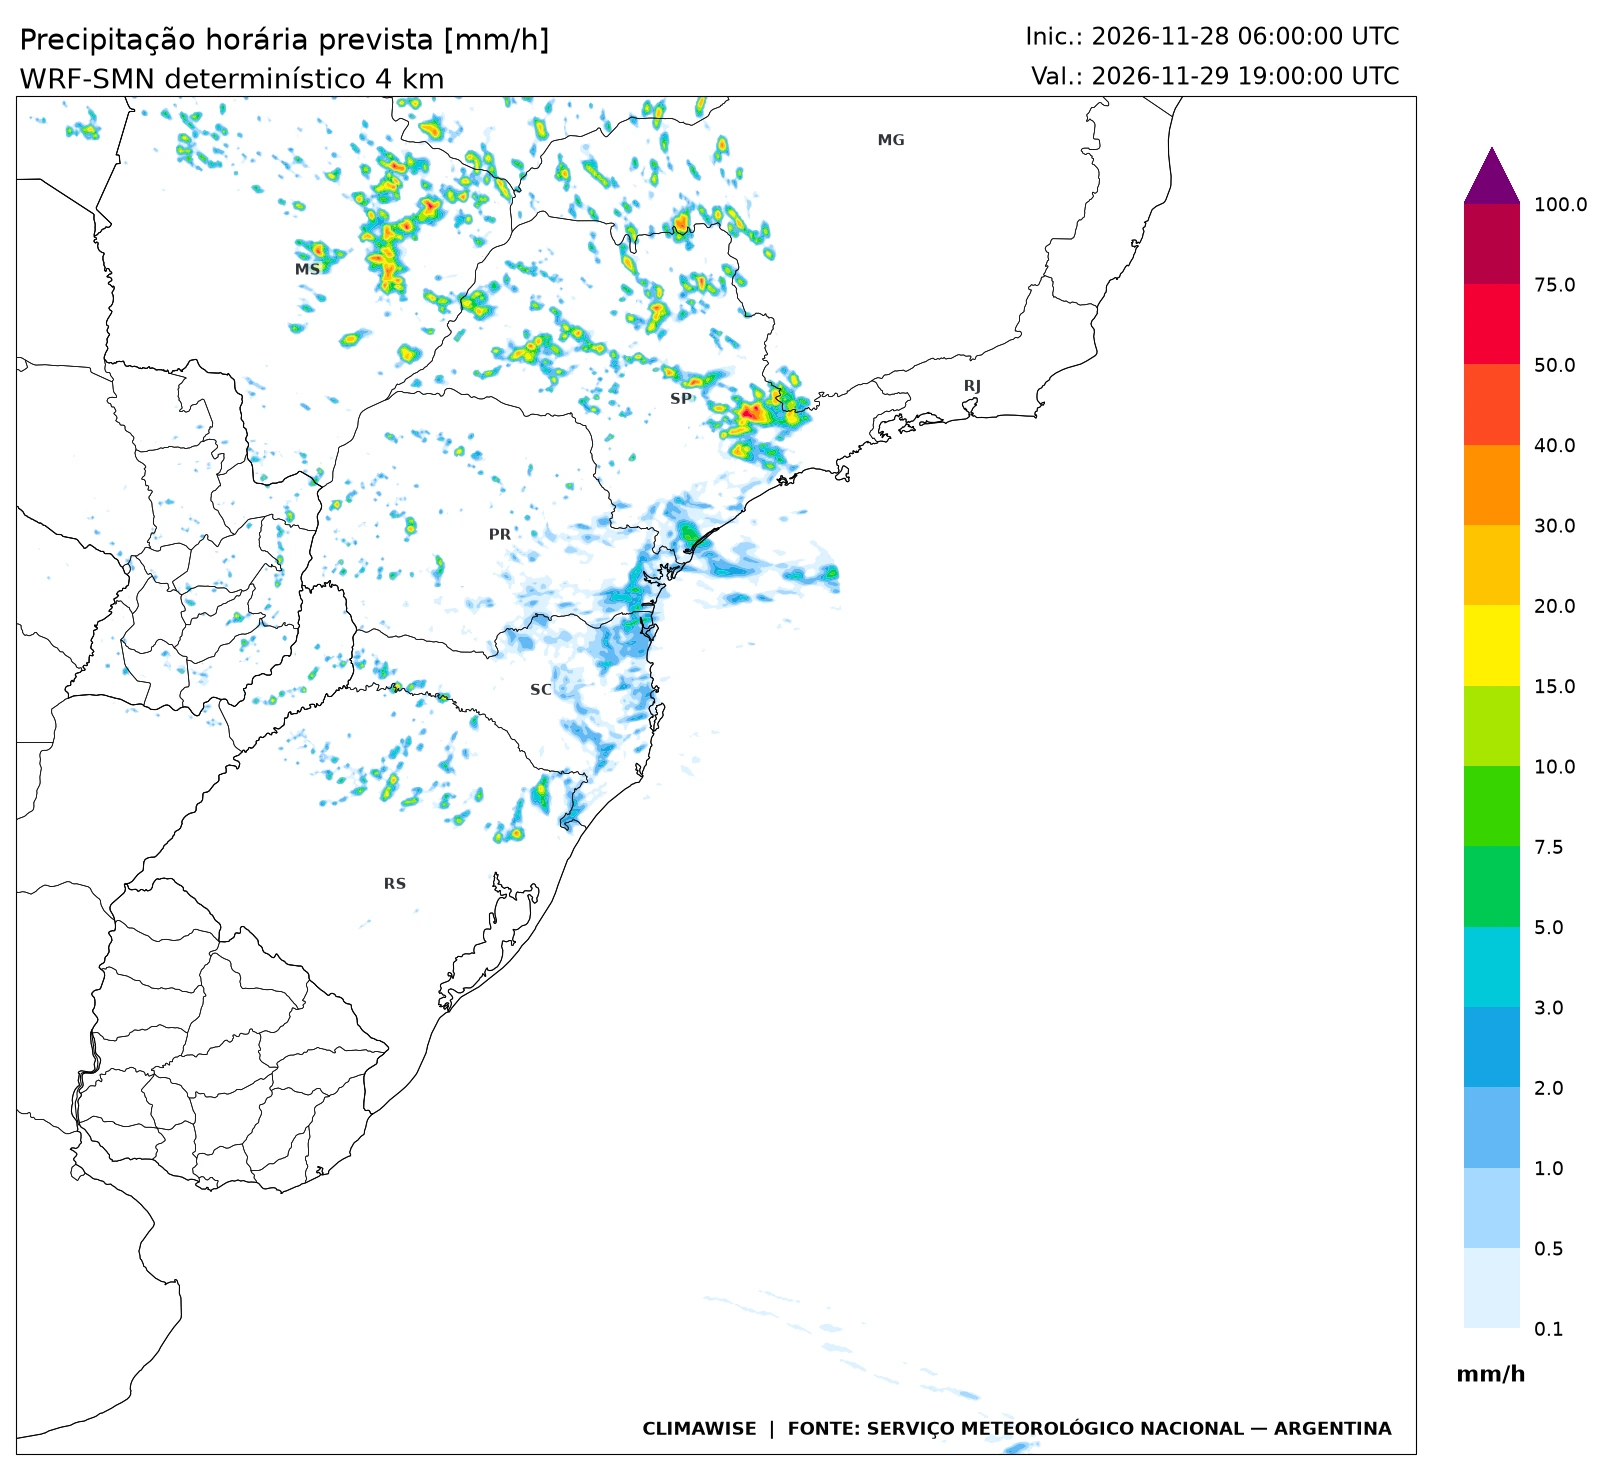 Precipitação horária prevista [mm/h]
WRF-SMN determinístico 4 km
Inic.: 2026-11-28 06:00:00 UTC
Val.: 2026-11-29 19:00:00 UTC
MG
MS
RJ
SP
PR
SC
RS
100.0
75.0
50.0
40.0
30.0
20.0
15.0
10.0
7.5
5.0
3.0
2.0
1.0
0.5
0.1
mm/h
CLIMAWISE | FONTE: SERVIÇO METEOROLÓGICO NACIONAL — ARGENTINA